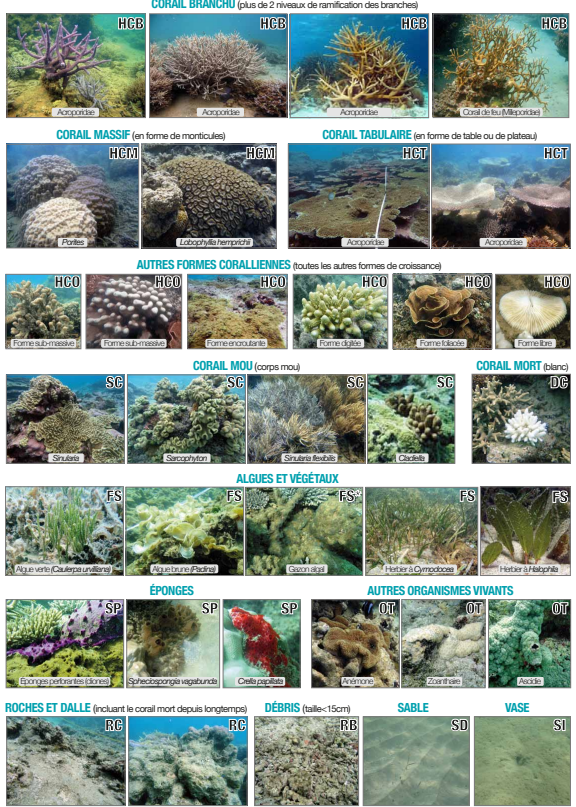 CORAIL BRANCHU (plus de 2 niveaux de ramification des branches)
HCB HCB HCB HCB
Acroporidae Acroporidae Acroporidae Corail de feu (Milleporidae)
CORAIL MASSIF (en forme de monticules) CORAIL TABULAIRE (en forme de table ou de plateau)
HCM HCM HCT HCT
Porites Lobophyllia hemprichii Acroporidae Acroporidae
AUTRES FORMES CORALLIENNES (toutes les autres formes de croissance)
HCO HCO HCO HCO HCO HCO
Forme sub-massive Forme sub-massive Forme encroutante Forme digitée Forme foliacée Forme libre
CORAIL MOU (corps mou) CORAIL MORT (blanc)
SC SC SC SC DC
Sinularia Sarcophyton Sinularia flexibilis Cladiella
ALGUES ET VÉGÉTAUX
FS FS FS* FS FS
Algue verte (Caulerpa urvilliana) Algue brune (Padina) Gazon algal Herbier à Cymodocea Herbier à Halophila
ÉPONGES AUTRES ORGANISMES VIVANTS
SP SP SP OT OT OT
Éponges perforantes (cliones) Spheciospongia vagabunda Crella papillata Anémone Zoanthaire Ascidie
ROCHES ET DALLE (incluant le corail mort depuis longtemps) DÉBRIS (taille<15cm) SABLE VASE
RC RC RB SD SI